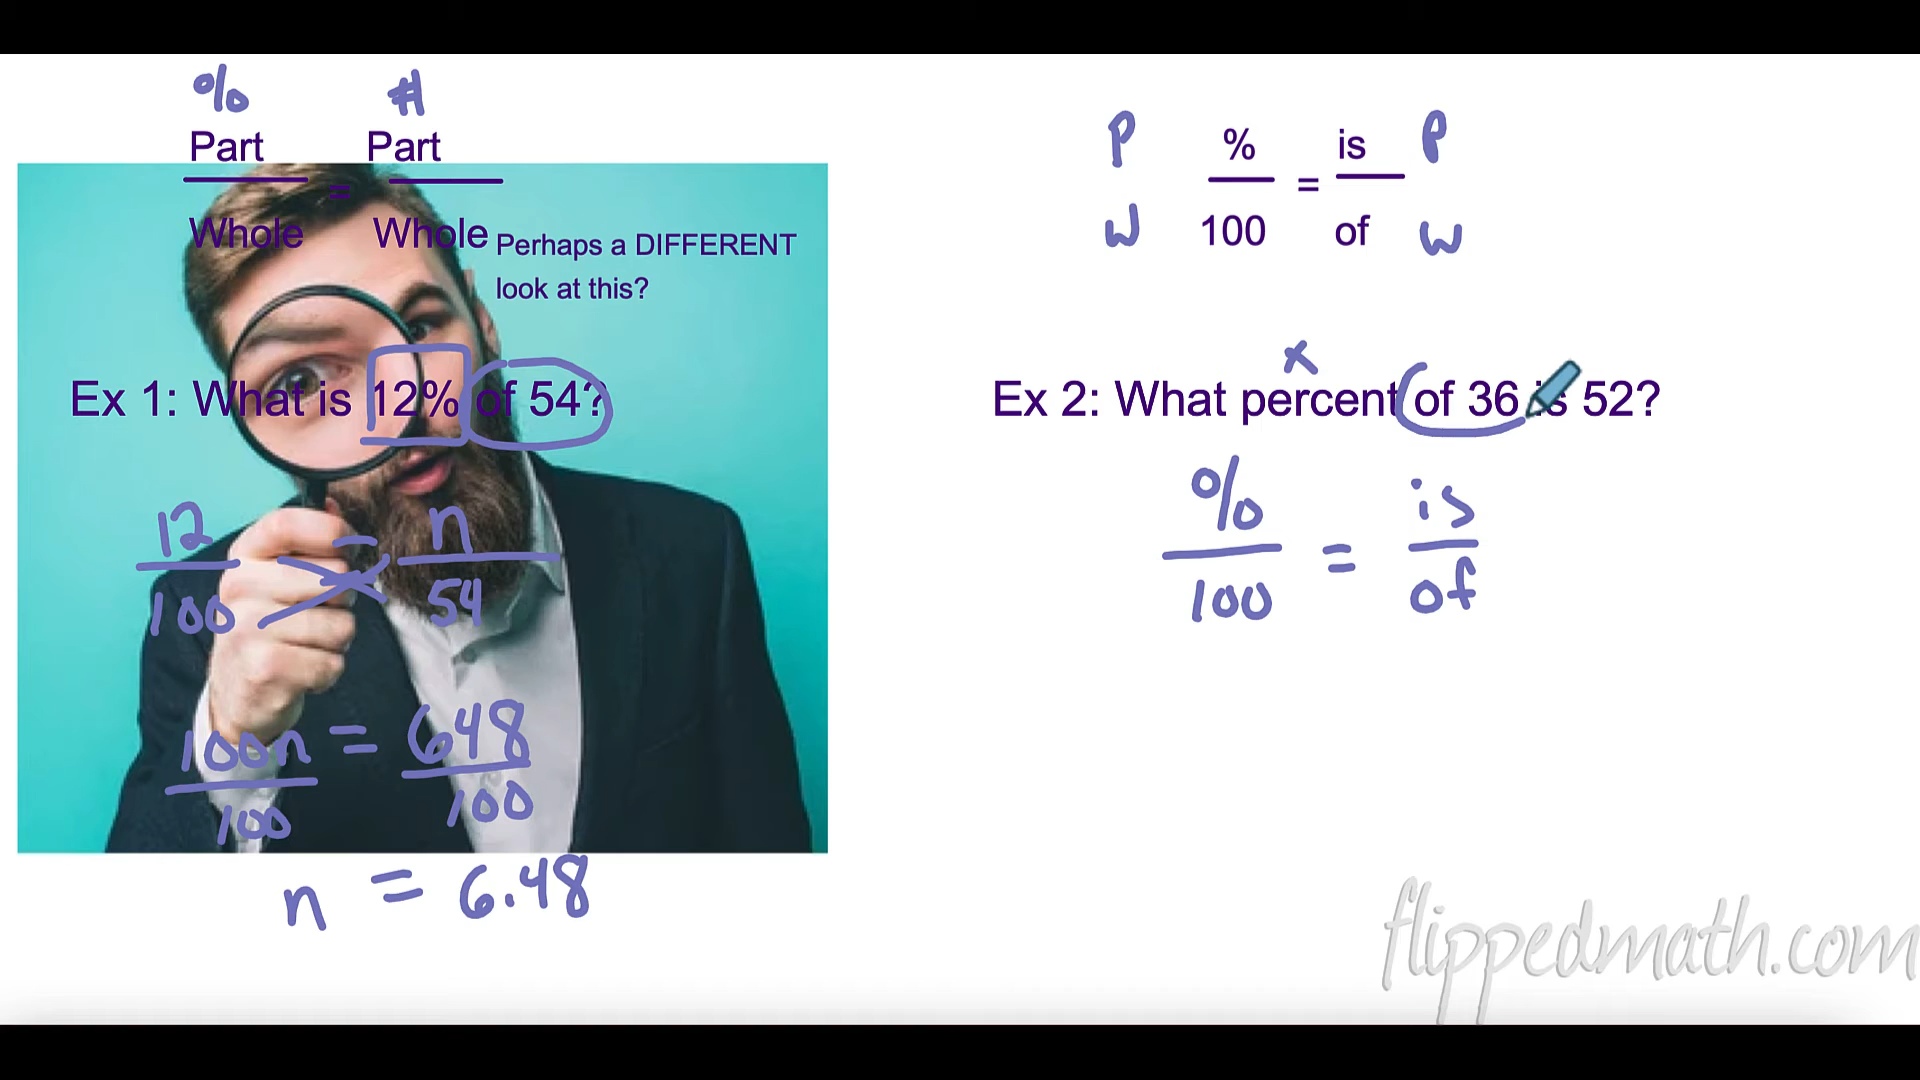 % #
Part Part
=
Whole Whole
Perhaps a DIFFERENT
look at this?
Ex 1: What is 12% of 54?
12 = n
100 54
100n = 648
100 100
n = 6.48
P % is P
=
W 100 of W
x
Ex 2: What percent of 36 is 52?
% is
=
100 of
flippedmath.com